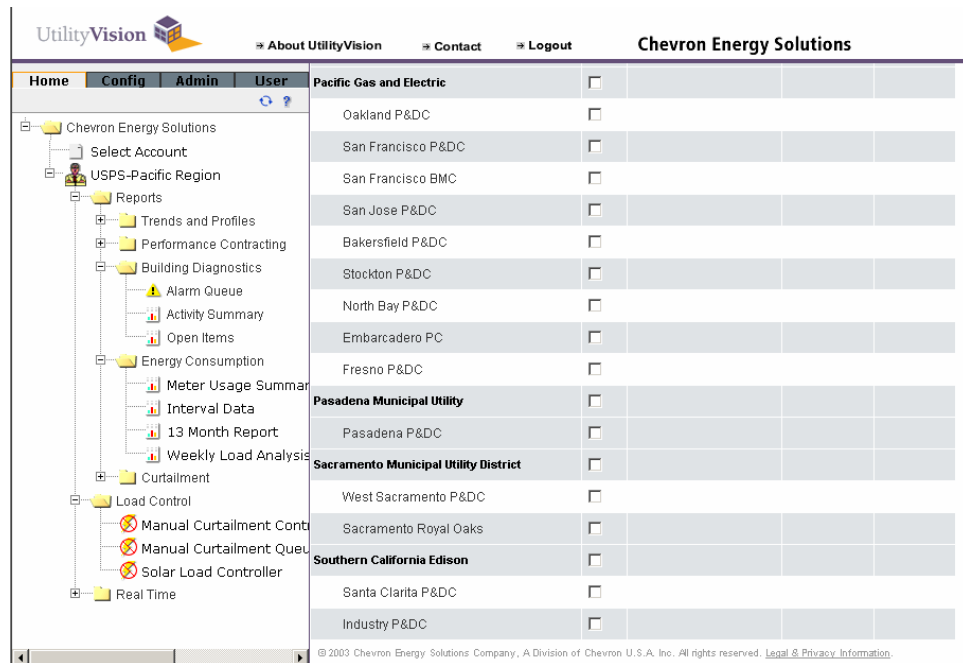 UtilityVision
About UtilityVision
Contact
Logout
Chevron Energy Solutions
Home
Config
Admin
User
?
Chevron Energy Solutions
Select Account
USPS-Pacific Region
Reports
Trends and Profiles
Performance Contracting
Building Diagnostics
Alarm Queue
Activity Summary
Open Items
Energy Consumption
Meter Usage Summar
Interval Data
13 Month Report
Weekly Load Analysis
Curtailment
Load Control
Manual Curtailment Contr
Manual Curtailment Queu
Solar Load Controller
Real Time
Pacific Gas and Electric
Oakland P&DC
San Francisco P&DC
San Francisco BMC
San Jose P&DC
Bakersfield P&DC
Stockton P&DC
North Bay P&DC
Embarcadero PC
Fresno P&DC
Pasadena Municipal Utility
Pasadena P&DC
Sacramento Municipal Utility District
West Sacramento P&DC
Sacramento Royal Oaks
Southern California Edison
Santa Clarita P&DC
Industry P&DC
© 2003 Chevron Energy Solutions Company, A Division of Chevron U.S.A. Inc. All rights reserved. Legal & Privacy Information.